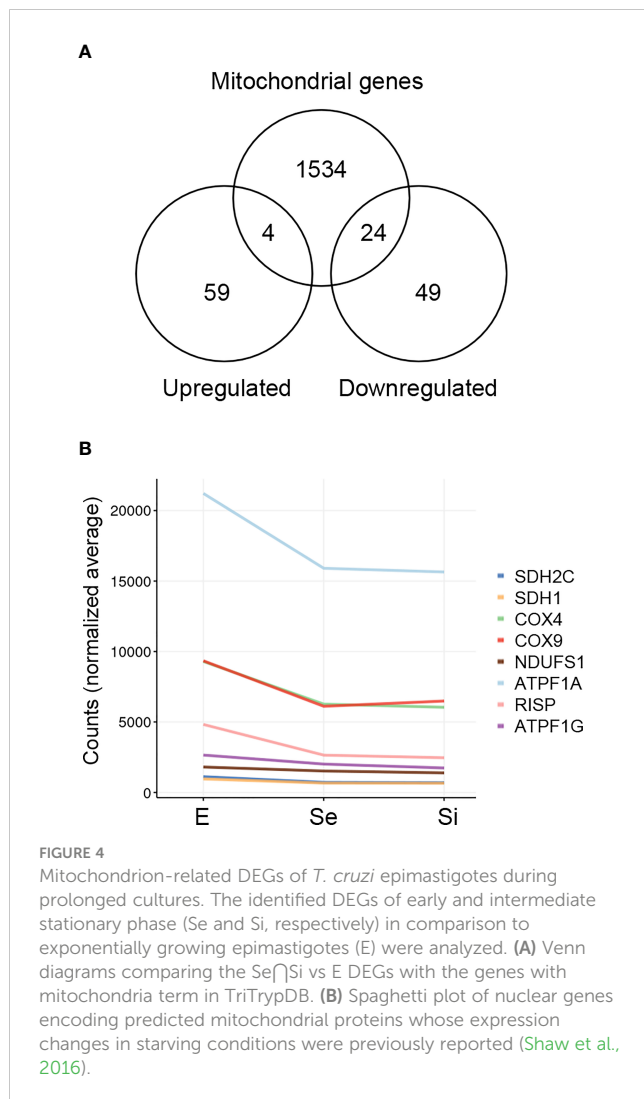 A
Mitochondrial genes
1534
4
24
59
49
Upregulated
Downregulated
B
Counts (normalized average)
20000
15000
10000
5000
0
E
Se
Si
SDH2C
SDH1
COX4
COX9
NDUFS1
ATPF1A
RISP
ATPF1G
FIGURE 4
Mitochondrion-related DEGs of T. cruzi epimastigotes during
prolonged cultures. The identified DEGs of early and intermediate
stationary phase (Se and Si, respectively) in comparison to
exponentially growing epimastigotes (E) were analyzed. (A) Venn
diagrams comparing the Se⋂Si vs E DEGs with the genes with
mitochondria term in TriTrypDB. (B) Spaghetti plot of nuclear genes
encoding predicted mitochondrial proteins whose expression
changes in starving conditions were previously reported (Shaw et al.,
2016).